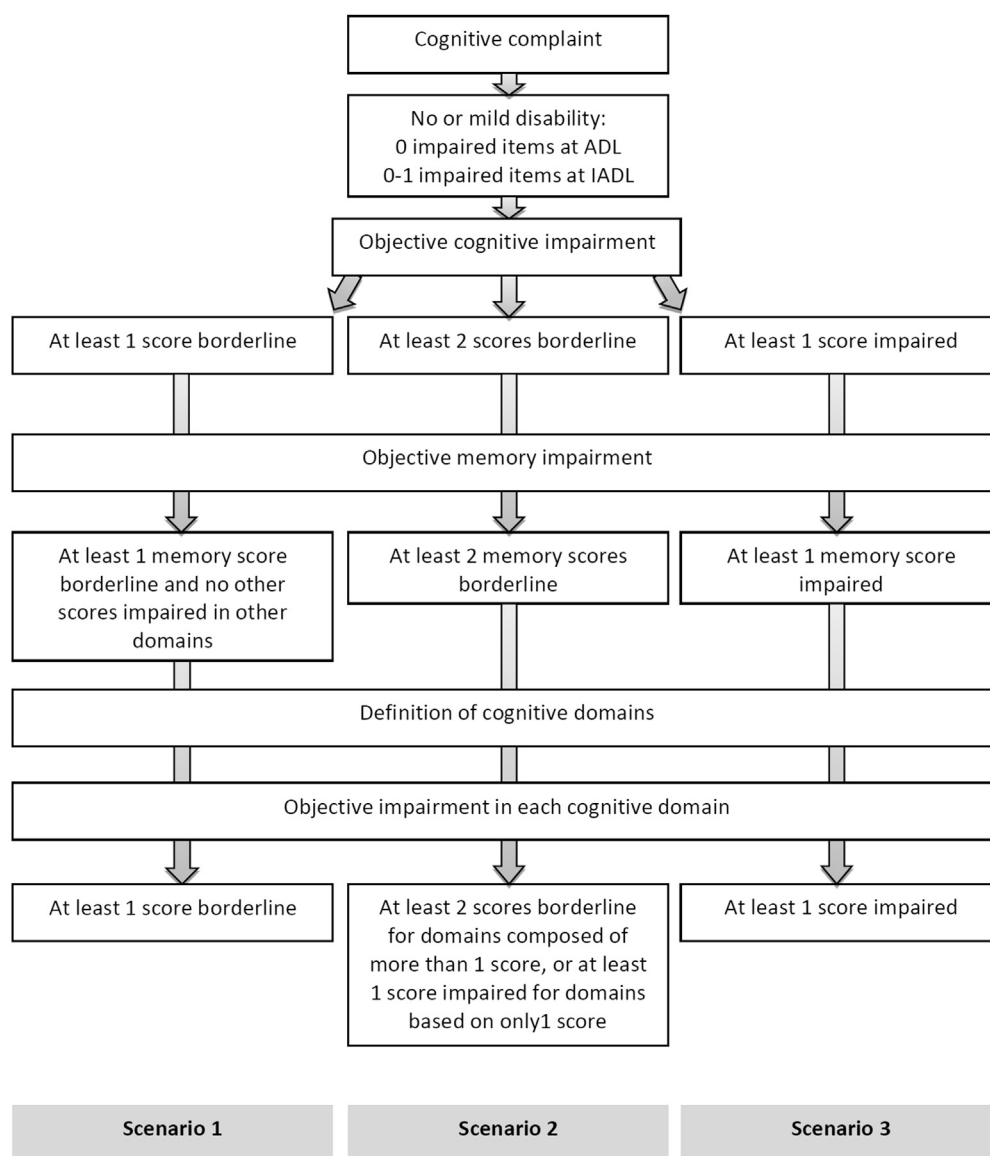 Cognitive complaint
No or mild disability:
0 impaired items at ADL
0-1 impaired items at IADL
Objective cognitive impairment
At least 1 score borderline
At least 2 scores borderline
At least 1 score impaired
Objective memory impairment
At least 1 memory score
borderline and no other
scores impaired in other
domains
At least 2 memory scores
borderline
At least 1 memory score
impaired
Definition of cognitive domains
Objective impairment in each cognitive domain
At least 1 score borderline
At least 2 scores borderline
for domains composed of
more than 1 score, or at least
1 score impaired for domains
based on only1 score
At least 1 score impaired
Scenario 1
Scenario 2
Scenario 3